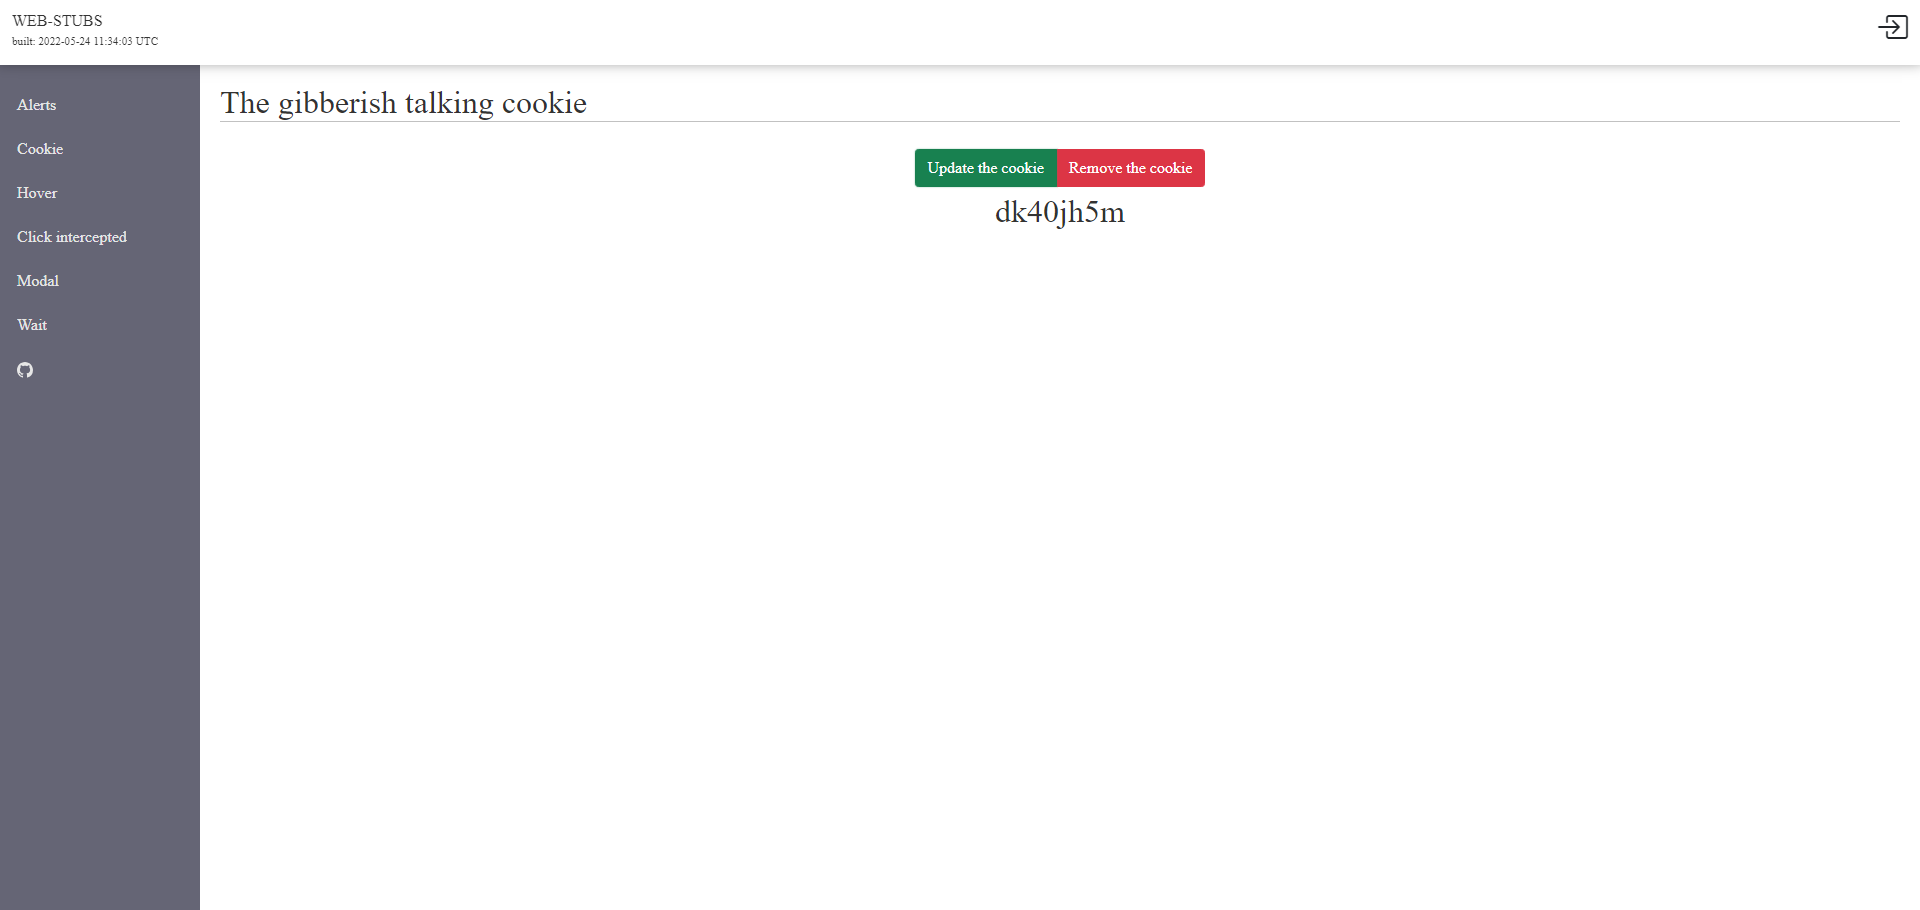 WEB-STUBS
built: 2022-05-24 11:34:03 UTC
Alerts
Cookie
Hover
Click intercepted
Modal
Wait
The gibberish talking cookie
Update the cookie Remove the cookie
dk40jh5m